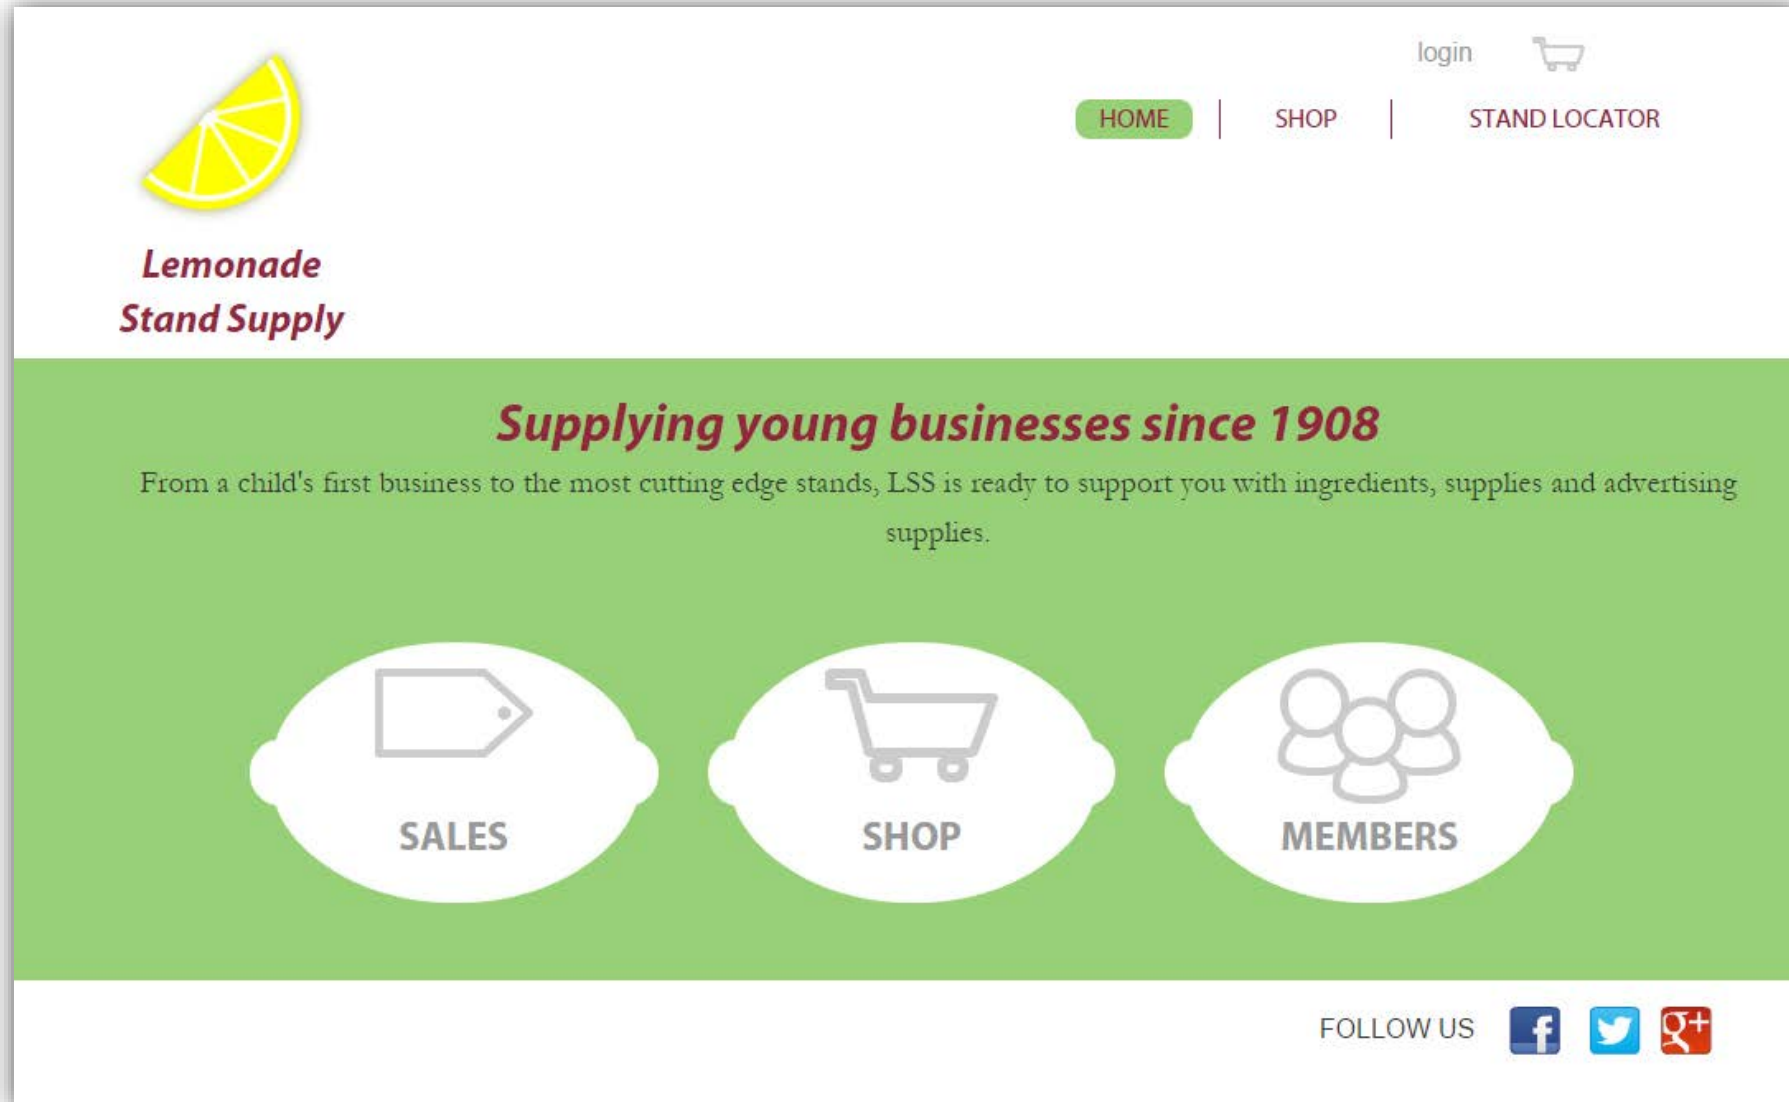 login
HOME
SHOP
STAND LOCATOR
Lemonade
Stand Supply
Supplying young businesses since 1908
From a child's first business to the most cutting edge stands, LSS is ready to support you with ingredients, supplies and advertising
supplies.
SALES
SHOP
MEMBERS
FOLLOW US
f
g+